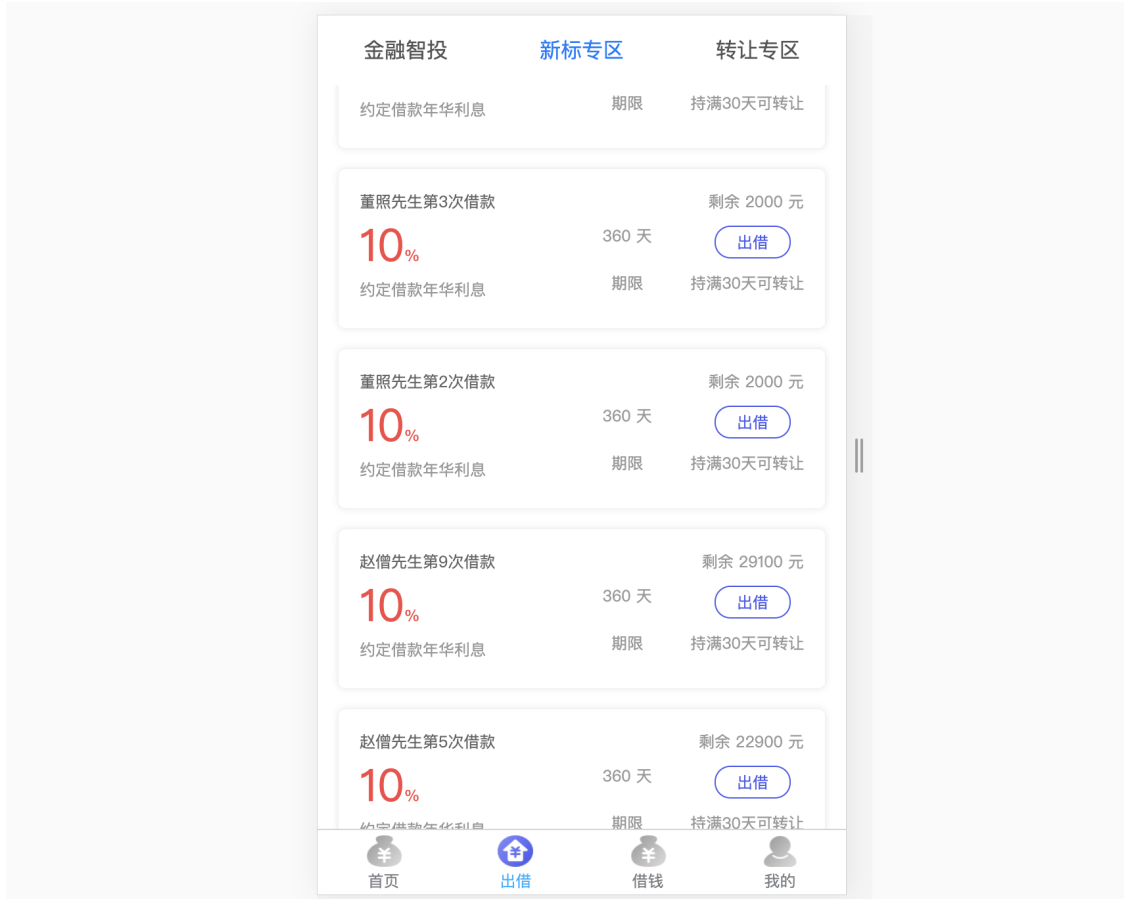 金融智投 新标专区 转让专区
期限 持满30天可转让
约定借款年华利息
董照先生第3次借款 剩余 2000 元
10% 360 天 出借
约定借款年华利息 期限 持满30天可转让
董照先生第2次借款 剩余 2000 元
10% 360 天 出借
约定借款年华利息 期限 持满30天可转让
赵僧先生第9次借款 剩余 29100 元
10% 360 天 出借
约定借款年华利息 期限 持满30天可转让
赵僧先生第5次借款 剩余 22900 元
10% 360 天 出借
约定借款年华利息 期限 持满30天可转让
¥ ¥ ¥
首页 出借 借钱 我的